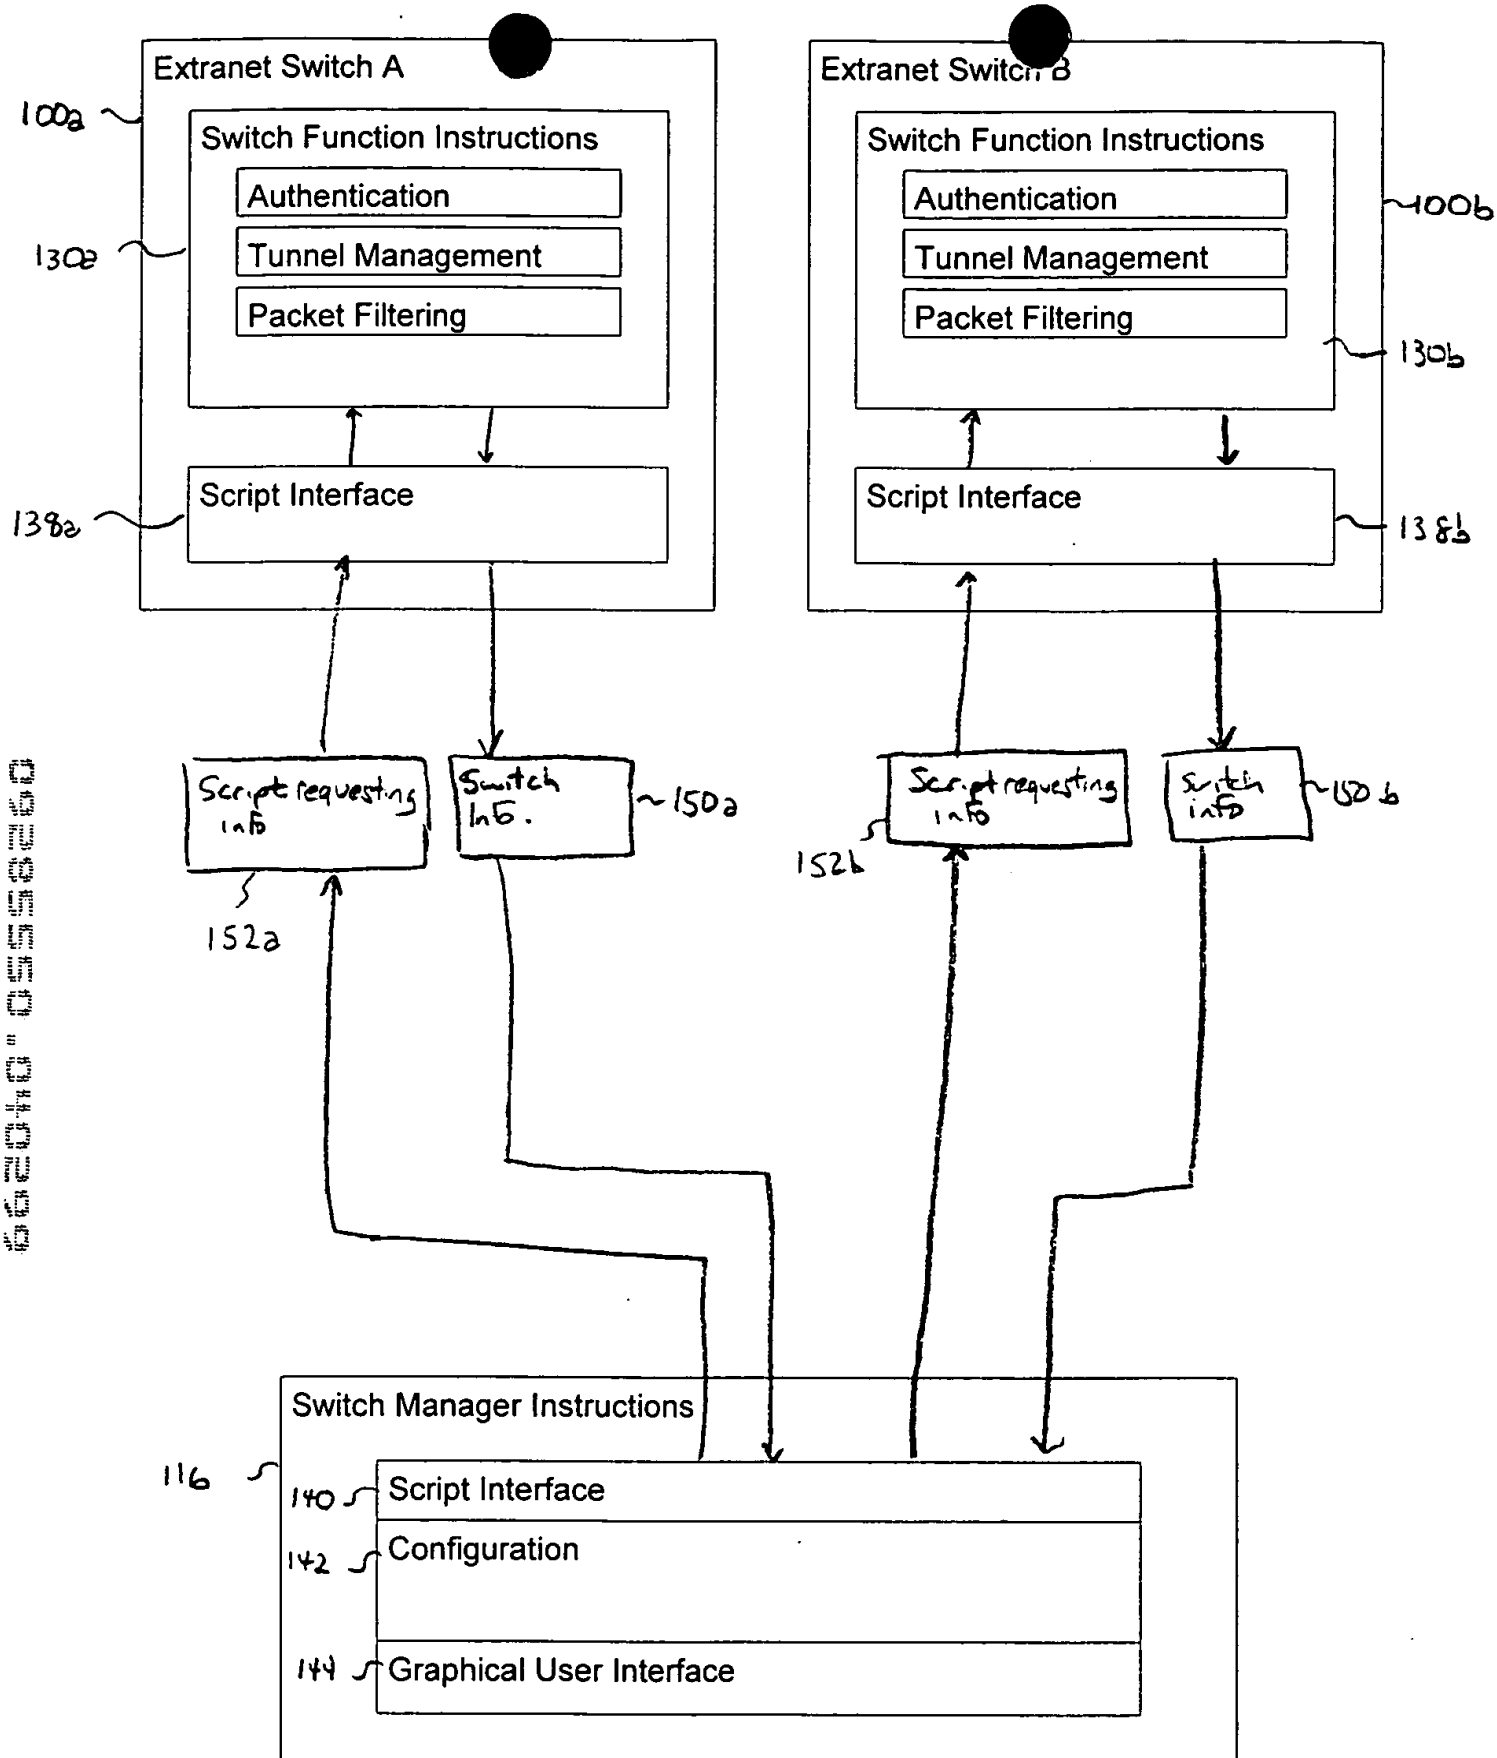 Extranet Switch A
100a
Switch Function Instructions
Authentication
130a
Tunnel Management
Packet Filtering
Script Interface
138a
Extranet Switch B
Switch Function Instructions
Authentication
100b
Tunnel Management
Packet Filtering
130b
Script Interface
138b
Script requesting
info
152a
Switch
Info.
150a
Script requesting
info
152b
Switch
info
150b
09285550.040299
Switch Manager Instructions
116
140
Script Interface
142
Configuration
144
Graphical User Interface